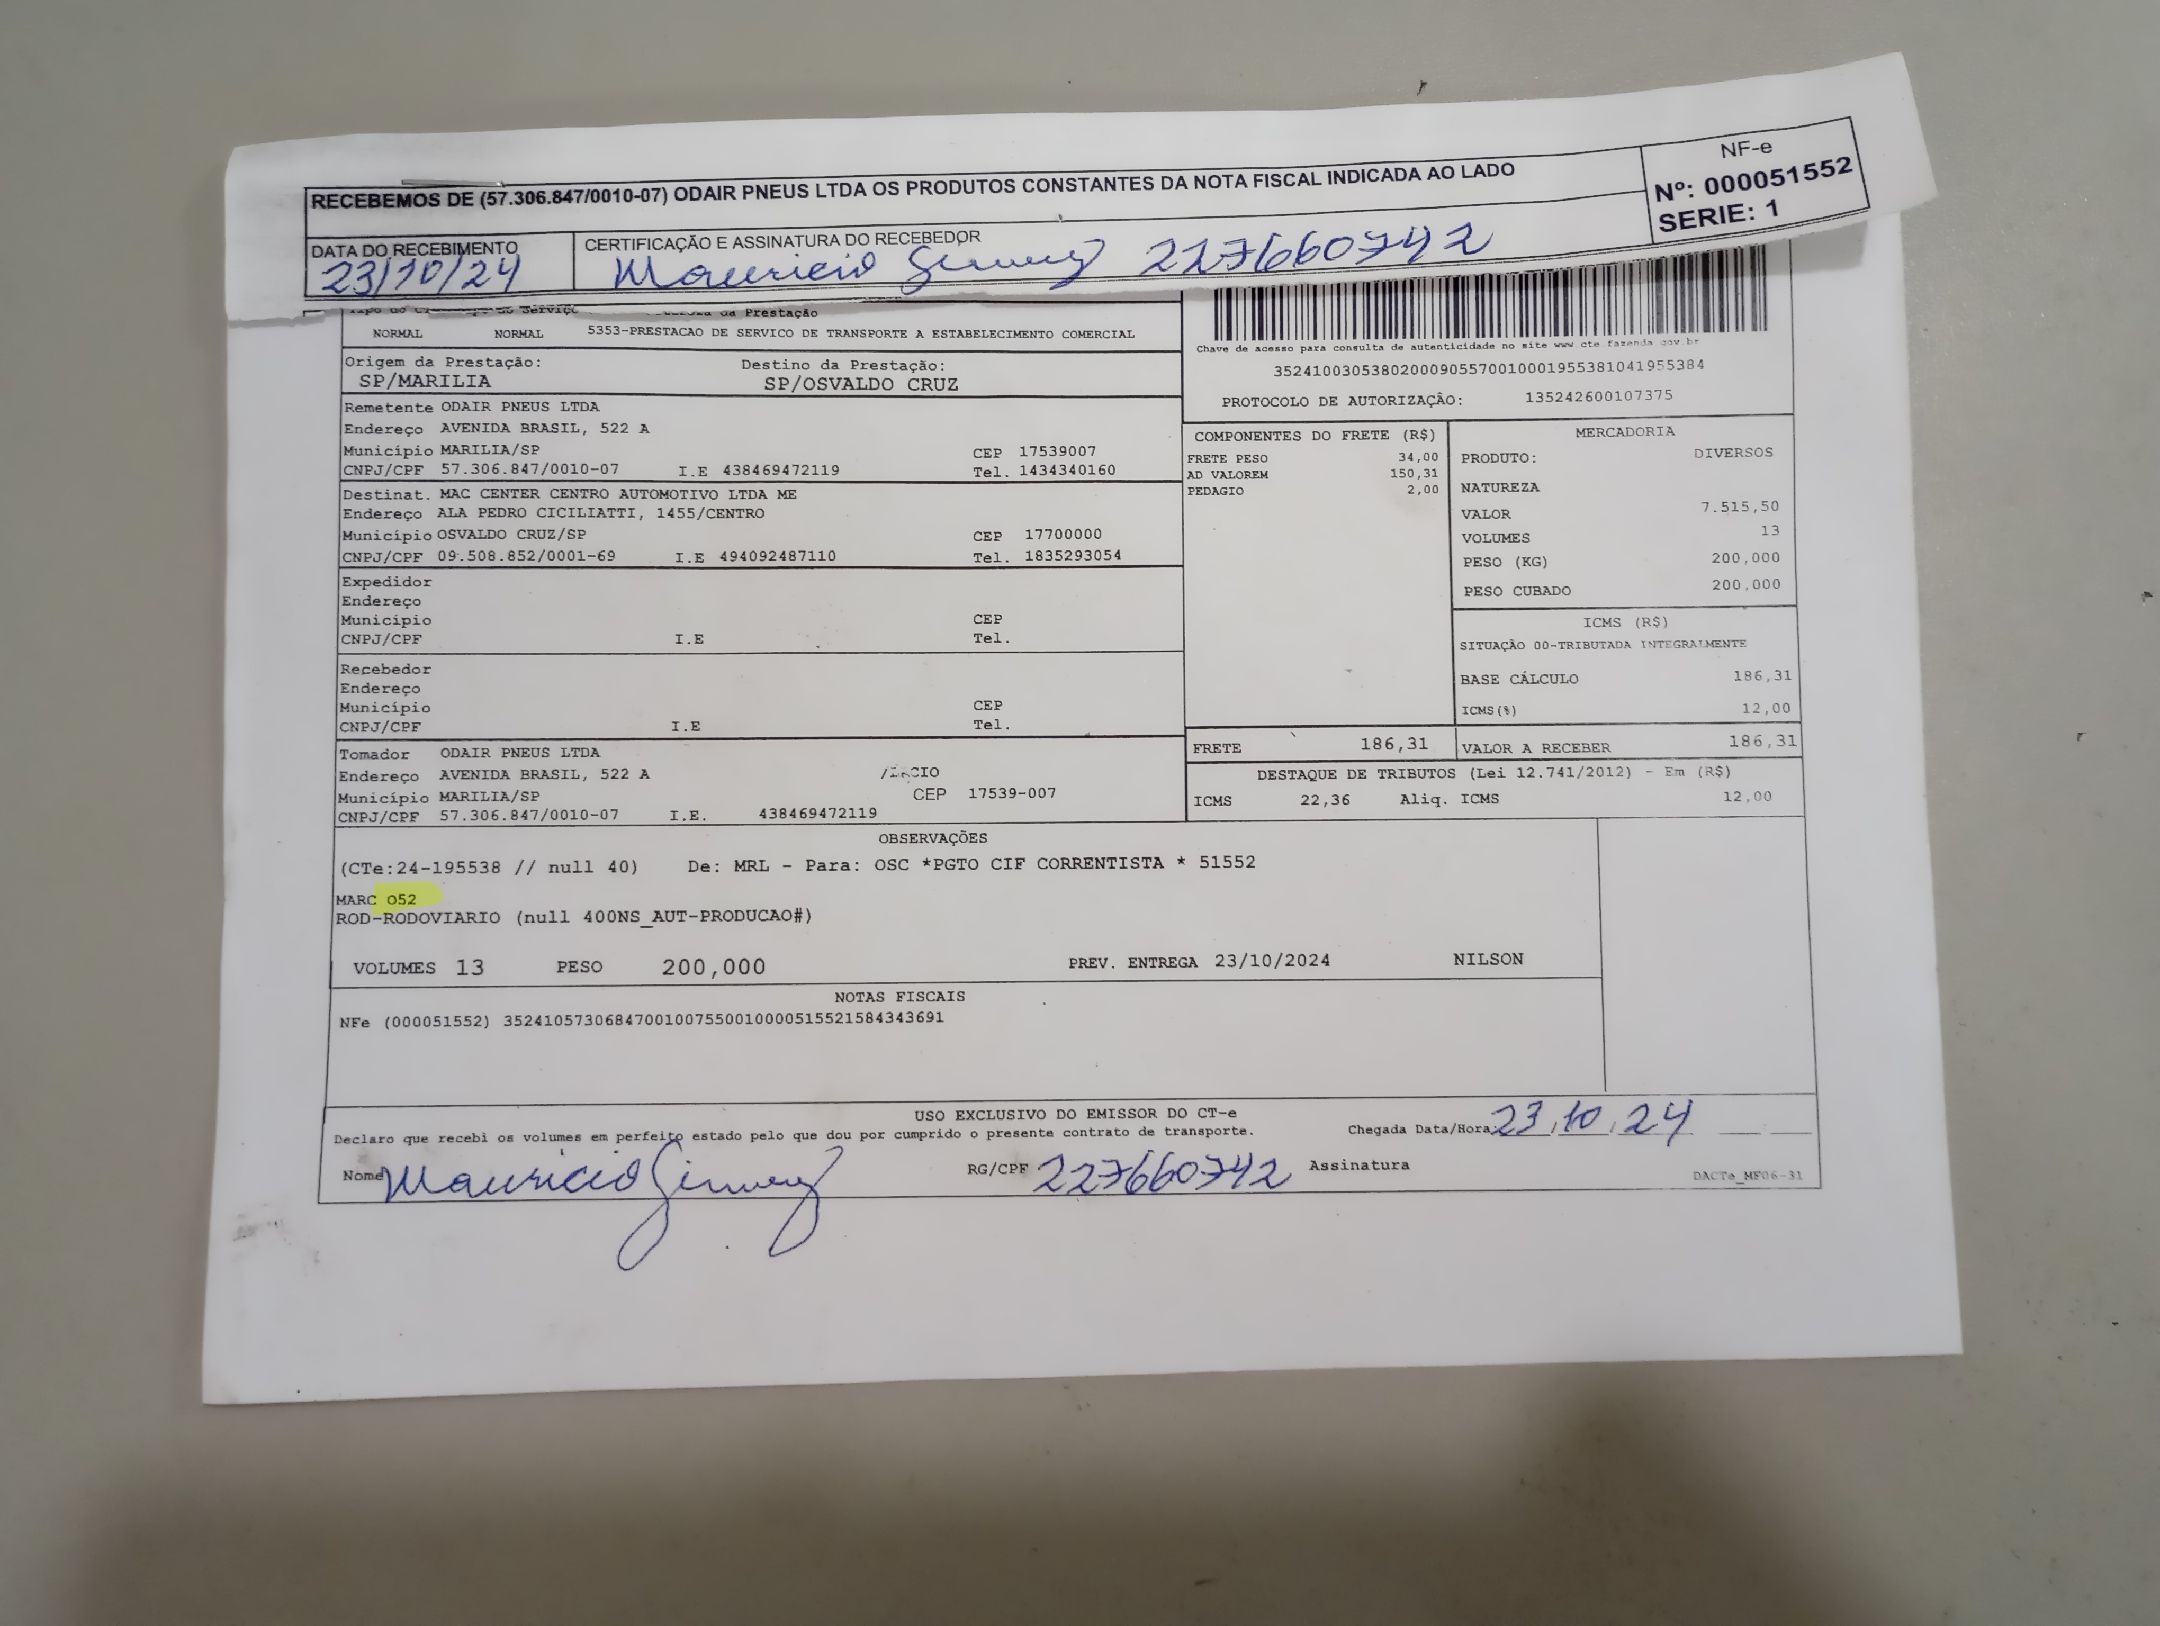 RECEBEMOS DE (57.306.847/0010-07) ODAIR PNEUS LTDA OS PRODUTOS CONSTANTES DA NOTA FISCAL INDICADA AO LADO
NF-e
Nº: 000051552
SERIE: 1
DATA DO RECEBIMENTO
23/10/24
CERTIFICAÇÃO E ASSINATURA DO RECEBEDOR
Mauricio 227660742
da Prestação
NORMAL NORMAL 5353-PRESTACAO DE SERVICO DE TRANSPORTE A ESTABELECIMENTO COMERCIAL
Origem da Prestação: Destino da Prestação:
SP/MARILIA SP/OSVALDO CRUZ
Chave de acesso para consulta de autenticidade no site www.cte.fazenda.gov.br
35241003053802000905570010001955381041955384
PROTOCOLO DE AUTORIZAÇÃO: 135242600107375
Remetente ODAIR PNEUS LTDA
Endereço AVENIDA BRASIL, 522 A
Município MARILIA/SP CEP 17539007
CNPJ/CPF 57.306.847/0010-07 I.E 438469472119 Tel. 1434340160
Destinat. MAC CENTER CENTRO AUTOMOTIVO LTDA ME
Endereço ALA PEDRO CICILIATTI, 1455/CENTRO
Município OSVALDO CRUZ/SP CEP 17700000
CNPJ/CPF 09.508.852/0001-69 I.E 494092487110 Tel. 1835293054
Expedidor
Endereço
Município CEP
CNPJ/CPF I.E Tel.
Recebedor
Endereço
Município CEP
CNPJ/CPF I.E Tel.
Tomador ODAIR PNEUS LTDA
Endereço AVENIDA BRASIL, 522 A
Município MARILIA/SP CEP 17539-007
CNPJ/CPF 57.306.847/0010-07 I.E. 438469472119
COMPONENTES DO FRETE (R$)
FRETE PESO 34,00
AD VALOREM 150,31
PEDAGIO 2,00
MERCADORIA
PRODUTO: DIVERSOS
NATUREZA
VALOR 7.515,50
VOLUMES 13
PESO (KG) 200,000
PESO CUBADO 200,000
ICMS (R$)
SITUAÇÃO 00-TRIBUTADA INTEGRALMENTE
BASE CÁLCULO 186,31
ICMS(%) 12,00
FRETE 186,31 VALOR A RECEBER 186,31
DESTAQUE DE TRIBUTOS (Lei 12.741/2012) - Em (R$)
ICMS 22,36 Aliq. ICMS 12,00
OBSERVAÇÕES
(CTe:24-195538 // null 40) De: MRL - Para: OSC *PGTO CIF CORRENTISTA * 51552
MARC 052
ROD-RODOVIARIO (null 400NS_AUT-PRODUCAO#)
VOLUMES 13 PESO 200,000 PREV. ENTREGA 23/10/2024 NILSON
NOTAS FISCAIS
NFe (000051552) 35241057306847001007550010000515521584343691
USO EXCLUSIVO DO EMISSOR DO CT-e
Declaro que recebi os volumes em perfeito estado pelo que dou por cumprido o presente contrato de transporte. Chegada Data/Hora: 23/10/24
Nome Mauricio RG/CPF 227660742 Assinatura
DACTe_MF06-31